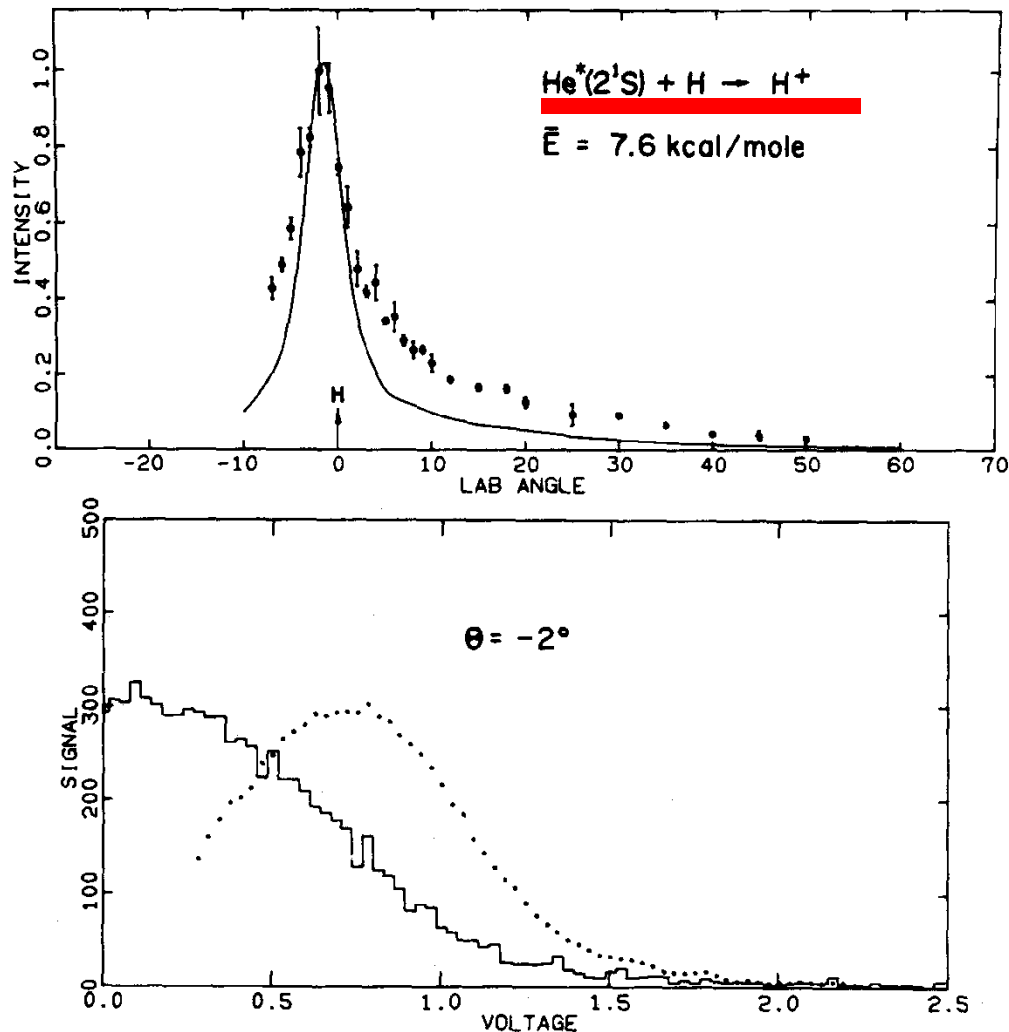 1.0
0.8
0.6
0.4
0.2
0.0
INTENSITY
He*(2¹S) + H → H⁺
Ē = 7.6 kcal/mole
H
-20 -10 0 10 20 30 40 50 60 70
LAB ANGLE
500
400
300
200
100
0
SIGNAL
Θ = -2°
0.0 0.5 1.0 1.5 2.0 2.5
VOLTAGE